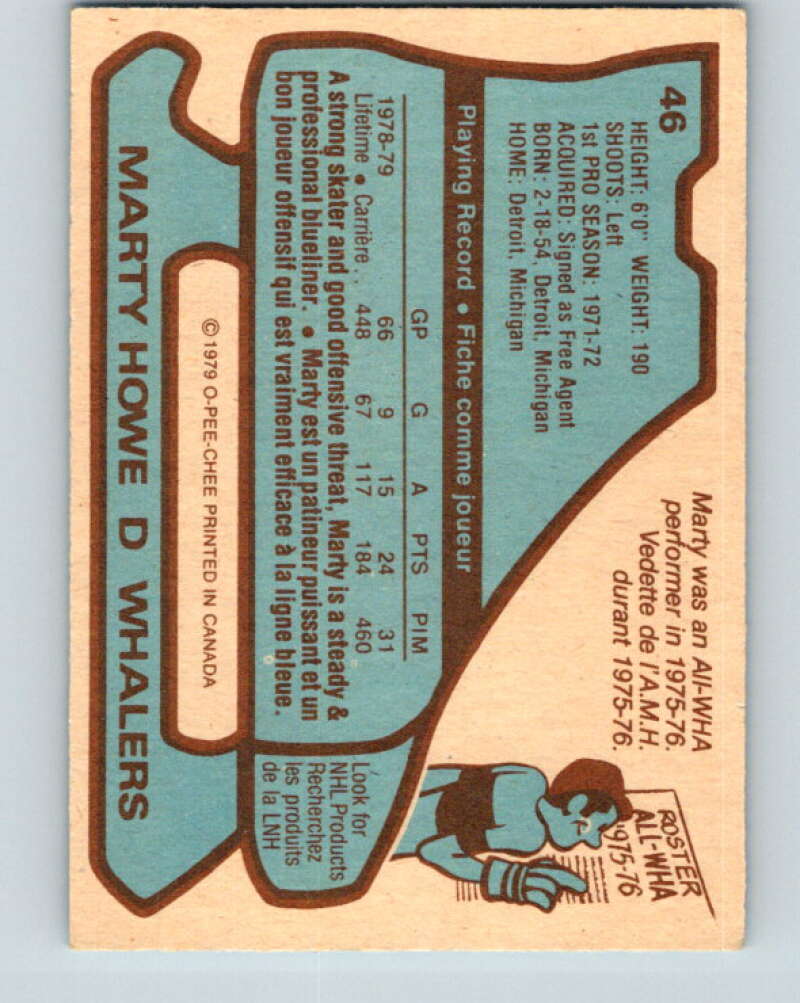 46
HEIGHT: 6'0" WEIGHT: 190
SHOOTS: Left
1st PRO SEASON: 1971-72
ACQUIRED: Signed as Free Agent
BORN: 2-18-54, Detroit, Michigan
HOME: Detroit, Michigan
Marty was an All-WHA
performer in 1975-76.
Vedette de l'A.M.H.
durant 1975-76.
ROSTER
ALL-WHA
1975-76
Playing Record • Fiche comme joueur
GP G A PTS PIM
1978-79 66 9 15 24 31
Lifetime • Carrière . . 448 67 117 184 460
A strong skater and good offensive threat, Marty is a steady &
professional blueliner. • Marty est un patineur puissant et un
bon joueur offensif qui est vraiment efficace à la ligne bleue.
Look for
NHL Products
Recherchez
les produits
de la LNH
© 1979 O-PEE-CHEE PRINTED IN CANADA
MARTY HOWE D WHALERS